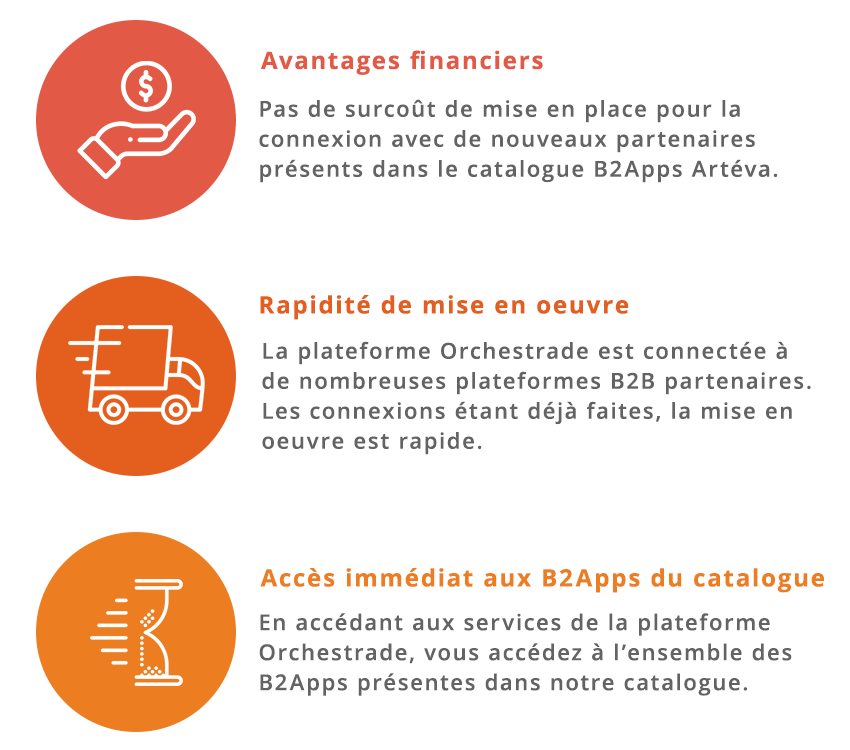 Avantages financiers
Pas de surcoût de mise en place pour la
connexion avec de nouveaux partenaires
présents dans le catalogue B2Apps Artéva.
Rapidité de mise en oeuvre
La plateforme Orchestrade est connectée à
de nombreuses plateformes B2B partenaires.
Les connexions étant déjà faites, la mise en
oeuvre est rapide.
Accès immédiat aux B2Apps du catalogue
En accédant aux services de la plateforme
Orchestrade, vous accédez à l’ensemble des
B2Apps présentes dans notre catalogue.